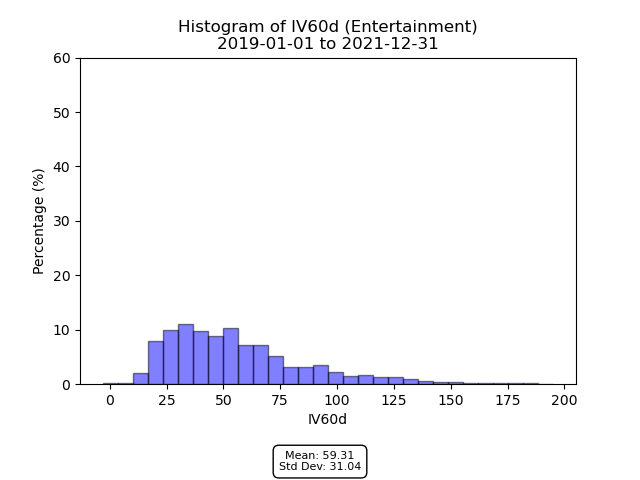 Histogram of IV60d (Entertainment)
2019-01-01 to 2021-12-31
60
50
40
30
20
10
0
Percentage (%)
0 25 50 75 100 125 150 175 200
IV60d
Mean: 59.31
Std Dev: 31.04